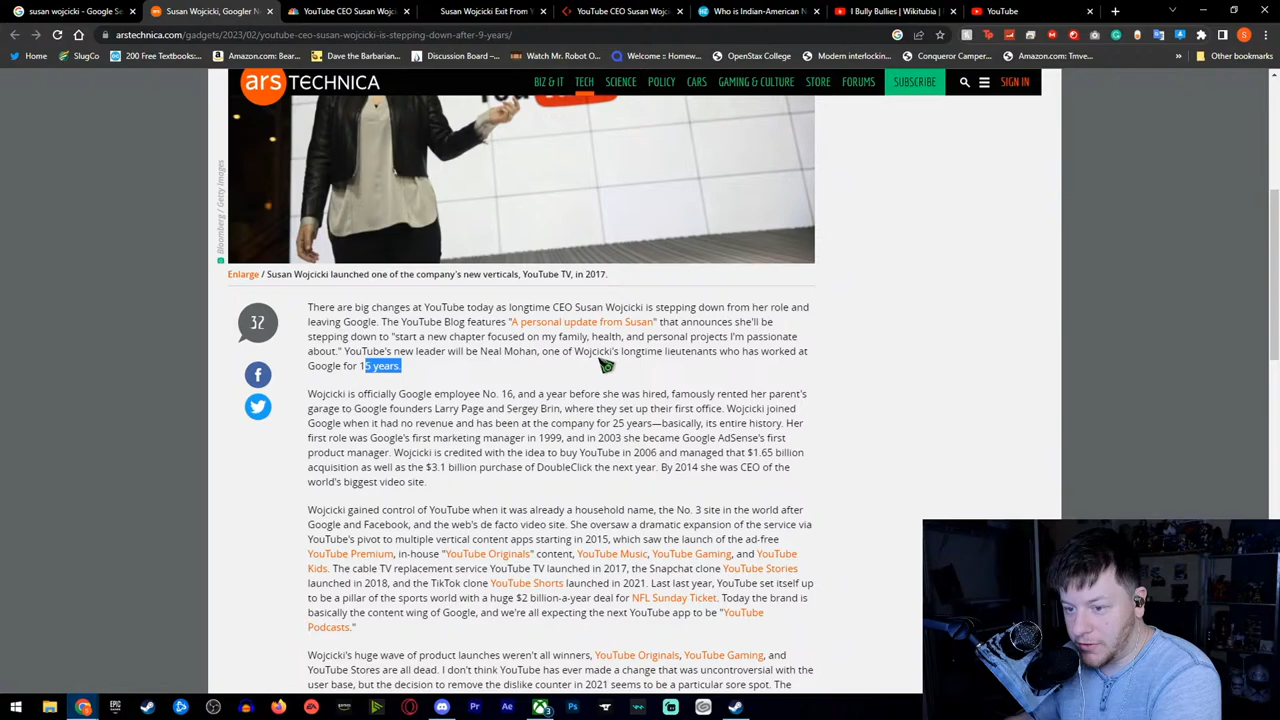 Susan Wojcicki stepping down
Susan Wojcicki, Googler No
YouTube CEO Susan Wojcic
Susan Wojcicki Exit From Y
YouTube CEO Susan Wojcic
Who is Indian-American N
I Bully Bullies | Wikitubia |
YouTube
arstechnica.com/gadgets/2023/02/youtube-ceo-susan-wojcicki-is-stepping-down-after-9-years/
Home
SlugCo
200 Free Textbooks:...
Amazon.com: Bear...
Dave the Barbarian...
Discussion Board –...
Watch Mr. Robot O...
Welcome :: Homew...
OpenStax College
Modern interlockin...
Conquerer Camper...
Amazon.com: Tnve...
Other bookmarks
ars TECHNICA
BIZ & IT TECH SCIENCE POLICY CARS GAMING & CULTURE STORE FORUMS SUBSCRIBE SIGN IN
Bloomberg / Getty Images
Enlarge / Susan Wojcicki launched one of the company's new verticals, YouTube TV, in 2017.
32
There are big changes at YouTube today as longtime CEO Susan Wojcicki is stepping down from her role and
leaving Google. The YouTube Blog features "A personal update from Susan" that announces she'll be
stepping down to "start a new chapter focused on my family, health, and personal projects I'm passionate
about." YouTube's new leader will be Neal Mohan, one of Wojcicki's longtime lieutenants who has worked at
Google for 15 years.
Wojcicki is officially Google employee No. 16, and a year before she was hired, famously rented her parent's
garage to Google founders Larry Page and Sergey Brin, where they set up their first office. Wojcicki joined
Google when it had no revenue and has been at the company for 25 years—basically, its entire history. Her
first role was Google's first marketing manager in 1999, and in 2003 she became Google AdSense's first
product manager. Wojcicki is credited with the idea to buy YouTube in 2006 and managed that $1.65 billion
acquisition as well as the $3.1 billion purchase of DoubleClick the next year. By 2014 she was CEO of the
world's biggest video site.
Wojcicki gained control of YouTube when it was already a household name, the No. 3 site in the world after
Google and Facebook, and the web's de facto video site. She oversaw a dramatic expansion of the service via
YouTube's pivot to multiple vertical content apps starting in 2015, which saw the launch of the ad-free
YouTube Premium, in-house "YouTube Originals" content, YouTube Music, YouTube Gaming, and YouTube
Kids. The cable TV replacement service YouTube TV launched in 2017, the Snapchat clone YouTube Stories
launched in 2018, and the TikTok clone YouTube Shorts launched in 2021. Last last year, YouTube set itself up
to be a pillar of the sports world with a huge $2 billion-a-year deal for NFL Sunday Ticket. Today the brand is
basically the content wing of Google, and we're all expecting the next YouTube app to be "YouTube
Podcasts."
Wojcicki's huge wave of product launches weren't all winners, YouTube Originals, YouTube Gaming, and
YouTube Stores are all dead. I don't think YouTube has ever made a change that was uncontroversial with the
user base, but the decision to remove the dislike counter in 2021 seems to be a particular sore spot. The